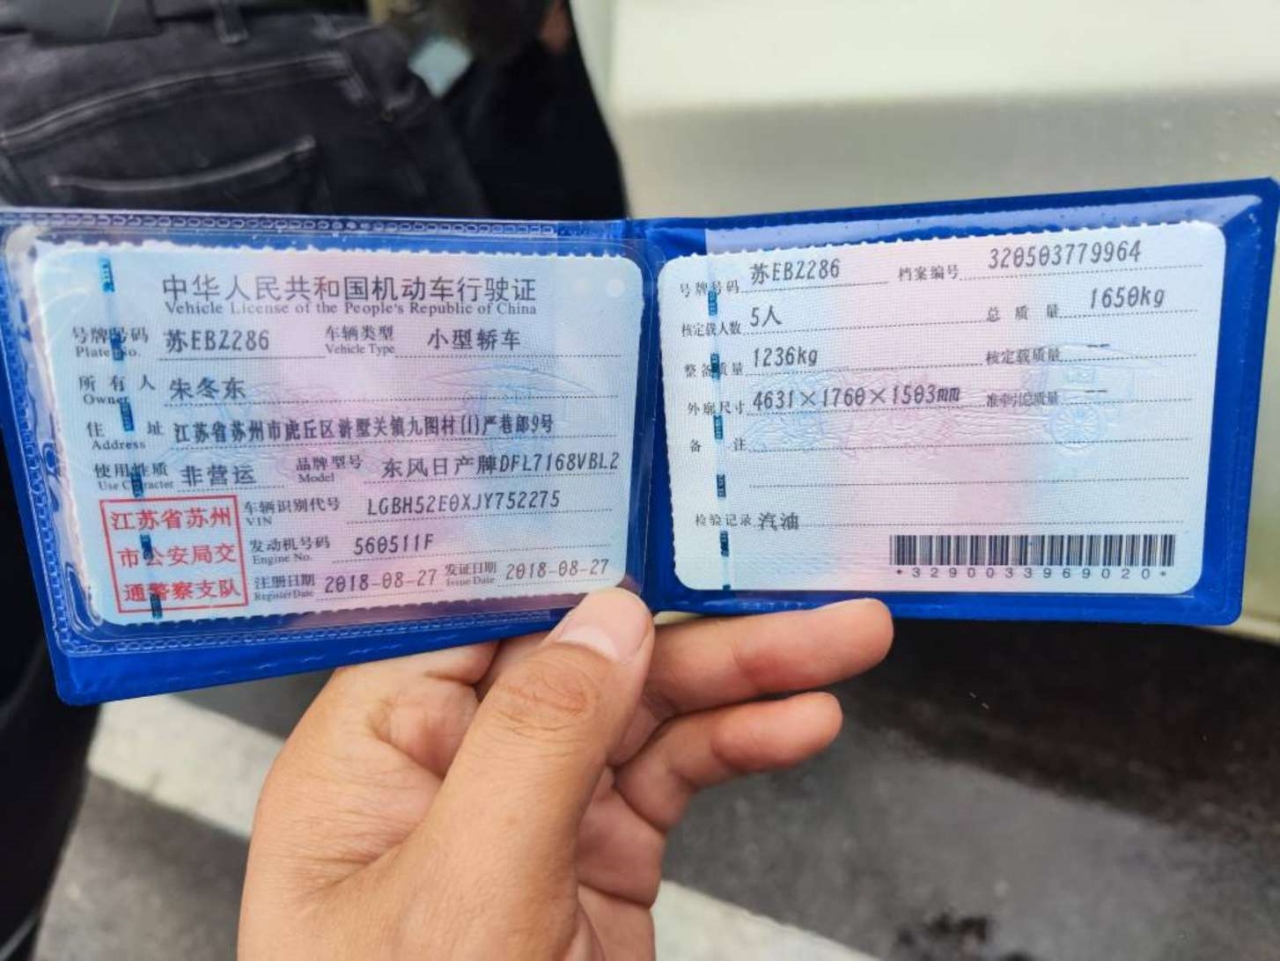 中华人民共和国机动车行驶证
Vehicle License of the People's Republic of China
号牌号码 苏EBZ286 车辆类型 小型轿车
Plate No. Vehicle Type
所有人 朱冬东
Owner
住址 江苏省苏州市虎丘区浒墅关镇九图村(1)严巷郎9号
Address
使用性质 非营运 品牌型号 东风日产牌DFL7168VBL2
Use Character Model
江苏省苏州
市公安局交
通警察支队
车辆识别代号 LGBH52E0XJY752275
VIN
发动机号码 560511F
Engine No.
注册日期 2018-08-27 发证日期 2018-08-27
Register Date Issue Date
号牌号码 苏EBZ286 档案编号 320503779964
核定载人数 5人 总质量 1650kg
整备质量 1236kg 核定载质量 --
外廓尺寸 4631×1760×1503mm 准牵引总质量 --
备注
检验记录 汽油
*3290033969020*